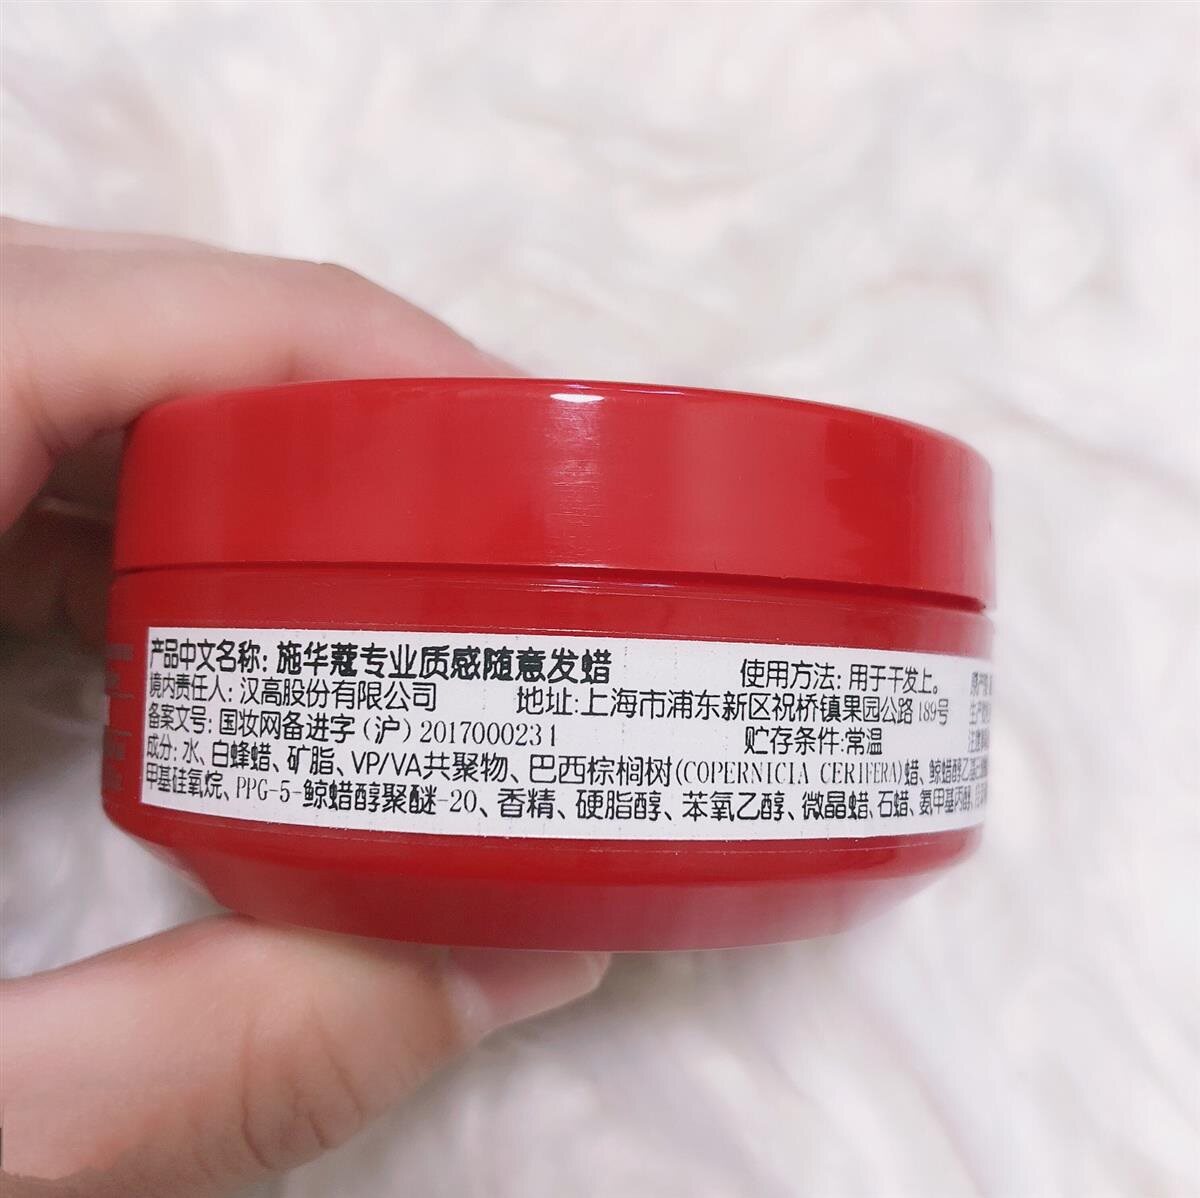 产品中文名称: 施华蔻专业质感随意发蜡 使用方法: 用于干发上。
境内责任人: 汉高股份有限公司 地址:上海市浦东新区祝桥镇果园公路 189号
备案文号: 国妆网备进字 (沪) 2017000231 贮存条件:常温
成分: 水、白蜂蜡、矿脂、VP/VA共聚物、巴西棕榈树(COPERNICIA CERIFERA)蜡、鲸蜡醇乙基
甲基硅氧烷、PPG-5-鲸蜡醇聚醚-20、香精、硬脂醇、苯氧乙醇、微晶蜡、石蜡、氨甲基丙醇、